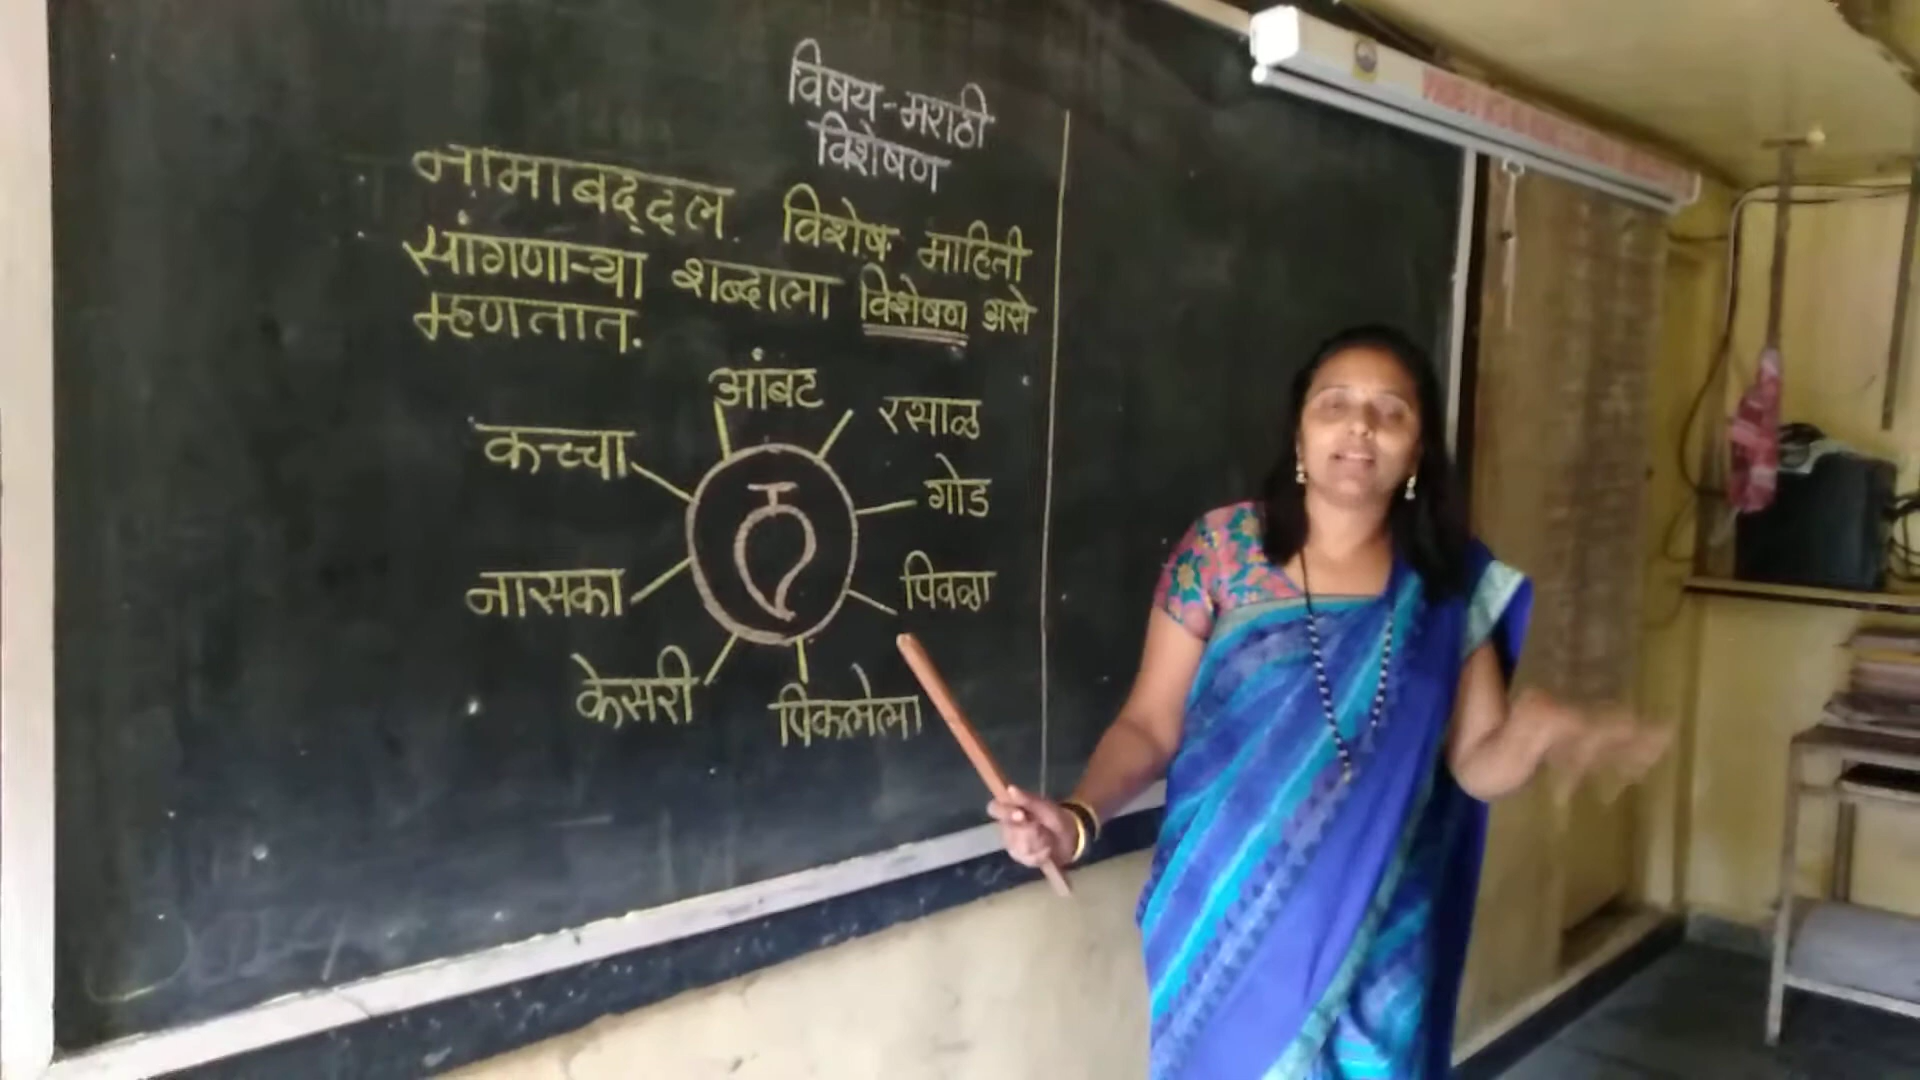 विषय-मराठी
विशेषण
नामाबद्दल विशेष माहिती
सांगणाऱ्या शब्दाला विशेषण असे
म्हणतात.
आंबट
रसाळ
कच्चा
गोड
नासका
पिवळा
केसरी
पिकलेला